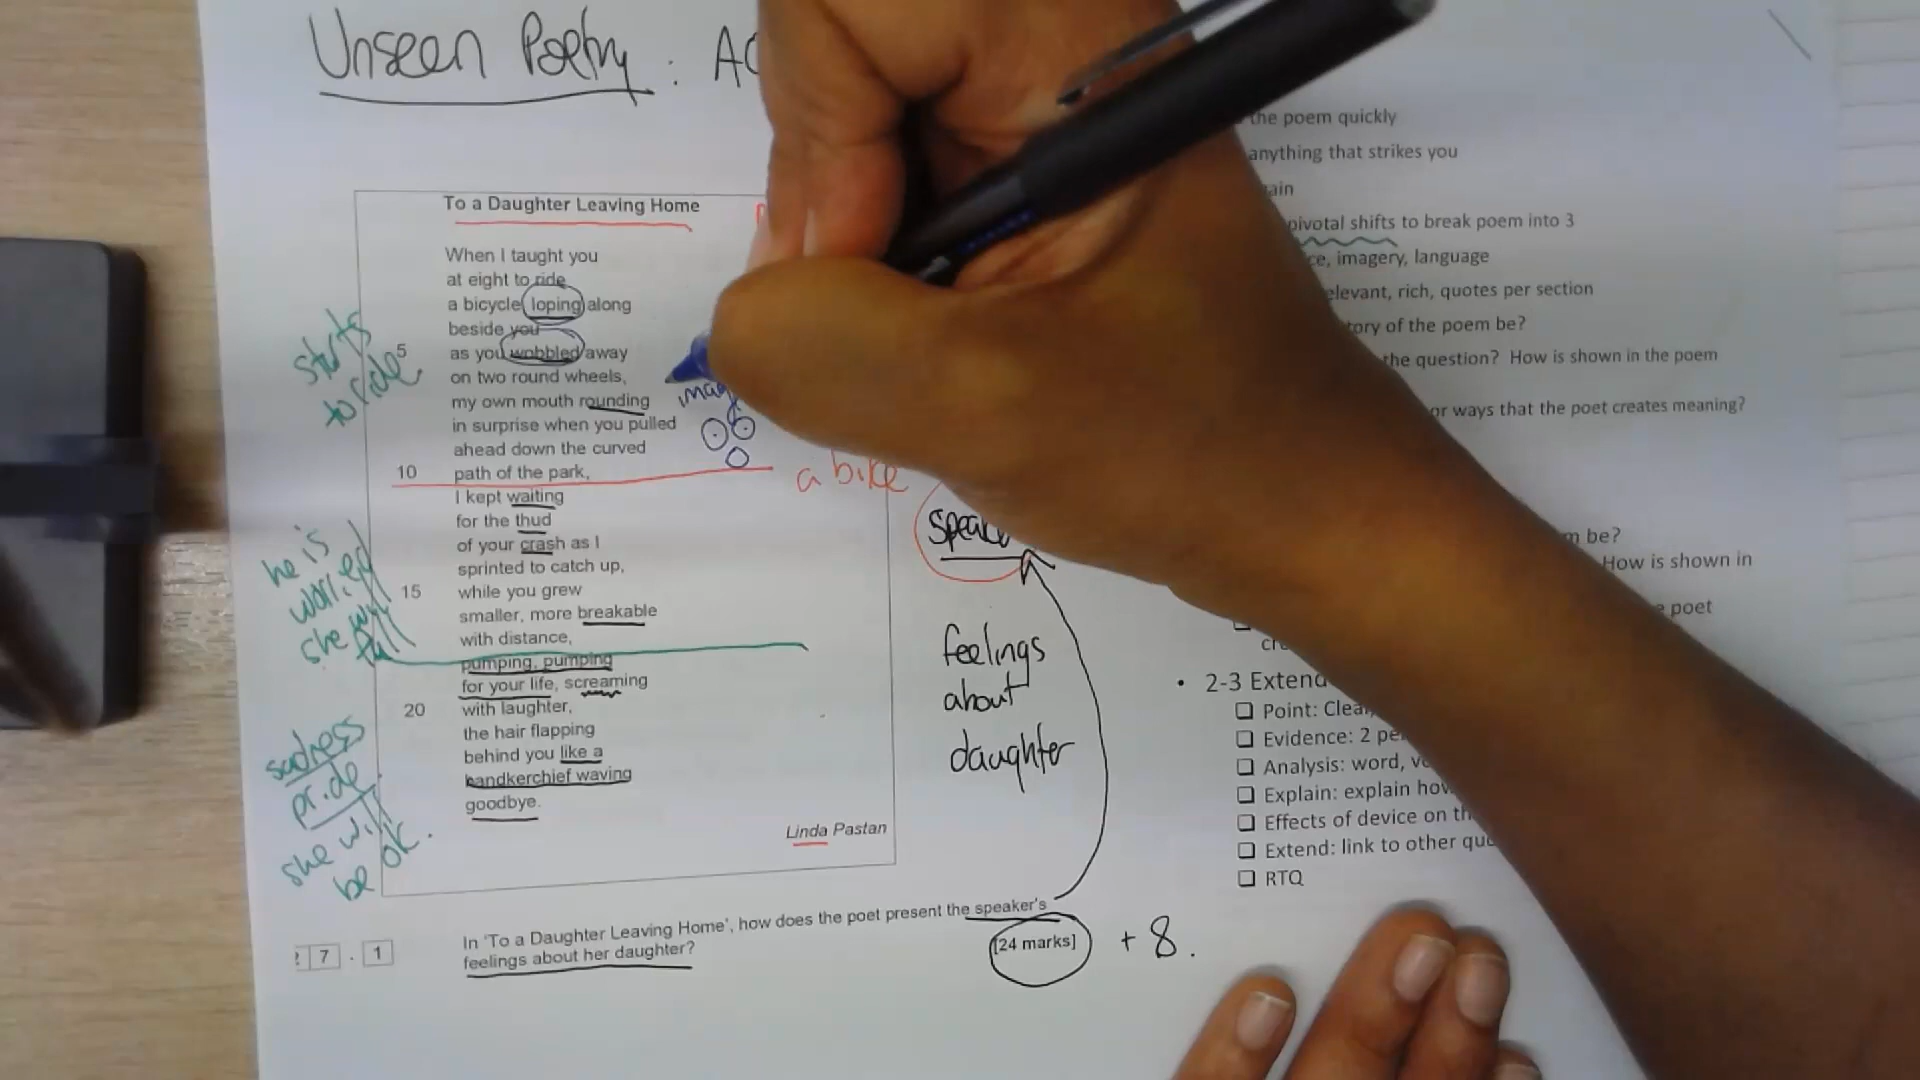 Unseen Poetry :
To a Daughter Leaving Home
When I taught you
at eight to ride
a bicycle, loping along
beside you
5 as you wobbled away
on two round wheels,
my own mouth rounding
in surprise when you pulled
ahead down the curved
10 path of the park,
I kept waiting
for the thud
of your crash as I
sprinted to catch up,
15 while you grew
smaller, more breakable
with distance,
pumping, pumping
for your life, screaming
20 with laughter,
the hair flapping
behind you like a
handkerchief waving
goodbye.
Linda Pastan
7 . 1
In 'To a Daughter Leaving Home', how does the poet present the speaker's
feelings about her daughter?
[24 marks] + 8.
starts
to ride
he is
worried
she will
fall
sadness
pride
she will
be ok.
a bike
feelings
about
daughter
the poem quickly
anything that strikes you
pivotal shifts to break poem into 3
imagery, language
relevant, rich, quotes per section
of the poem be?
the question? How is shown in the poem
or ways that the poet creates meaning?
be?
How is shown in
poet
• 2-3 Extend
Point:
Evidence: 2
Analysis: word,
Explain: explain how
Effects of device on
Extend: link to other
RTQ